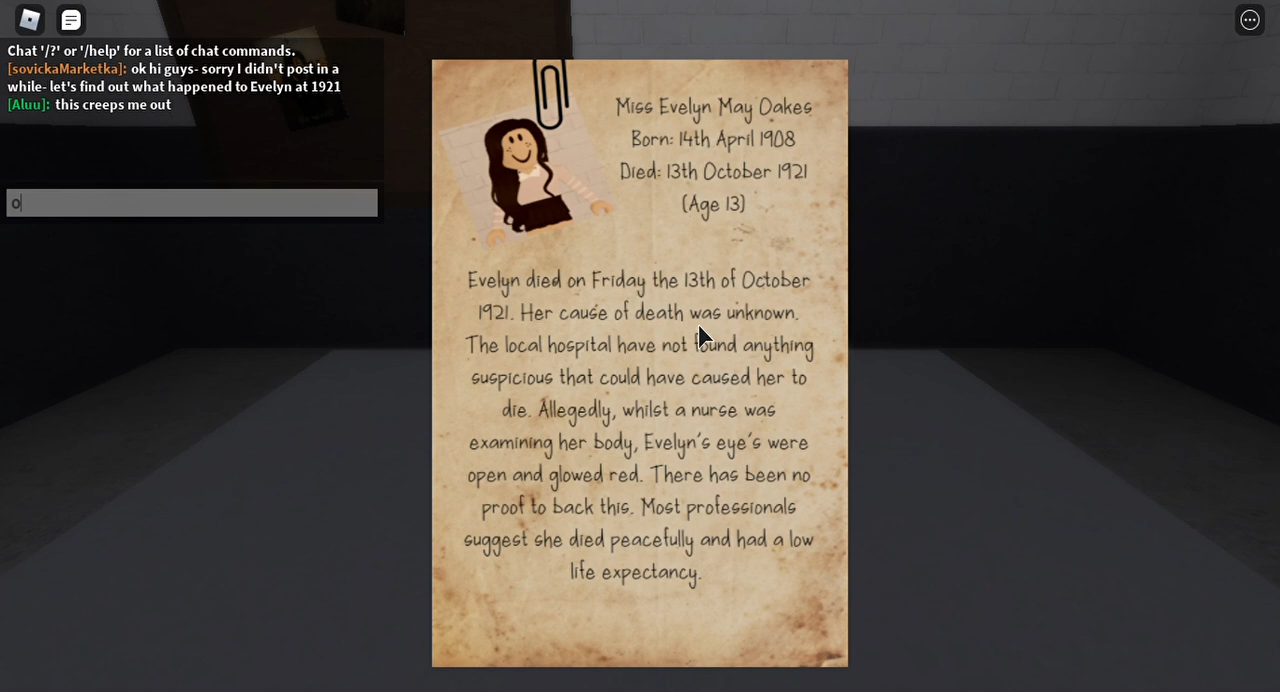 Chat '/?' or '/help' for a list of chat commands.
[sovickaMarketka]: ok hi guys- sorry I didn't post in a
while- let's find out what happened to Evelyn at 1921
[Aluu]: this creeps me out
o
Miss Evelyn May Oakes
Born: 14th April 1908
Died: 13th October 1921
(Age 13)
Evelyn died on Friday the 13th of October
1921. Her cause of death was unknown.
The local hospital have not found anything
suspicious that could have caused her to
die. Allegedly, whilst a nurse was
examining her body, Evelyn's eye's were
open and glowed red. There has been no
proof to back this. Most professionals
suggest she died peacefully and had a low
life expectancy.